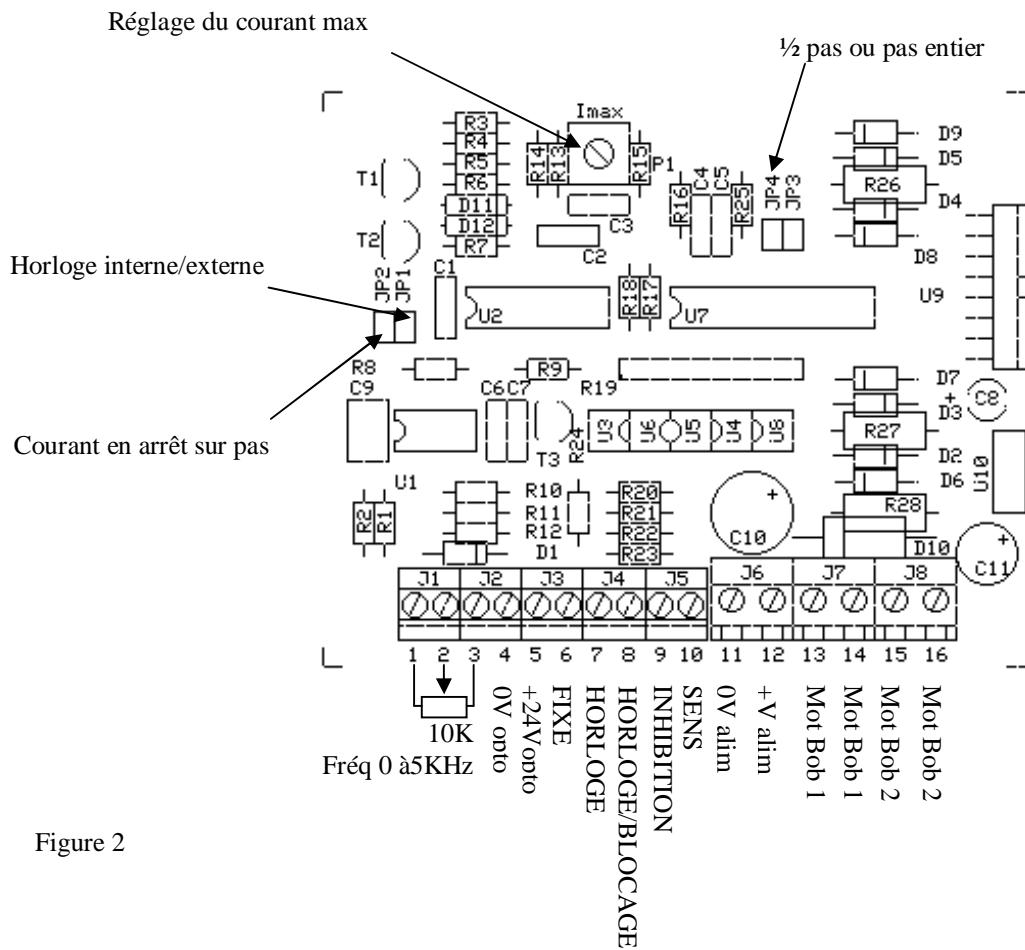 Réglage du courant max
½ pas ou pas entier
Imax
R3
R4
R5
R6
D11
D12
R7
T1
T2
R14
R13
R15
P1
C3
C2
R16
C4
C5
R25
JP4
JP3
D9
D5
R26
D4
D8
U9
Horloge interne/externe
JP2
JP1
C1
U2
R18
R17
U7
R8
C9
R9
C6
C7
R19
T3
R24
U3
U6
U5
U4
U8
D7
+
D3
C8
R27
D2
D6
U10
Courant en arrêt sur pas
U1
R2
R1
R10
R11
R12
D1
R20
R21
R22
R23
+
C10
R28
D10
+
C11
J1 J2 J3 J4 J5 J6 J7 J8
1 2 3 4 5 6 7 8 9 10 11 12 13 14 15 16
10K
Fréq 0 à5KHz
0V opto
+24Vopto
FIXE
HORLOGE
HORLOGE/BLOCAGE
INHIBITION
SENS
0V alim
+V alim
Mot Bob 1
Mot Bob 1
Mot Bob 2
Mot Bob 2
Figure 2